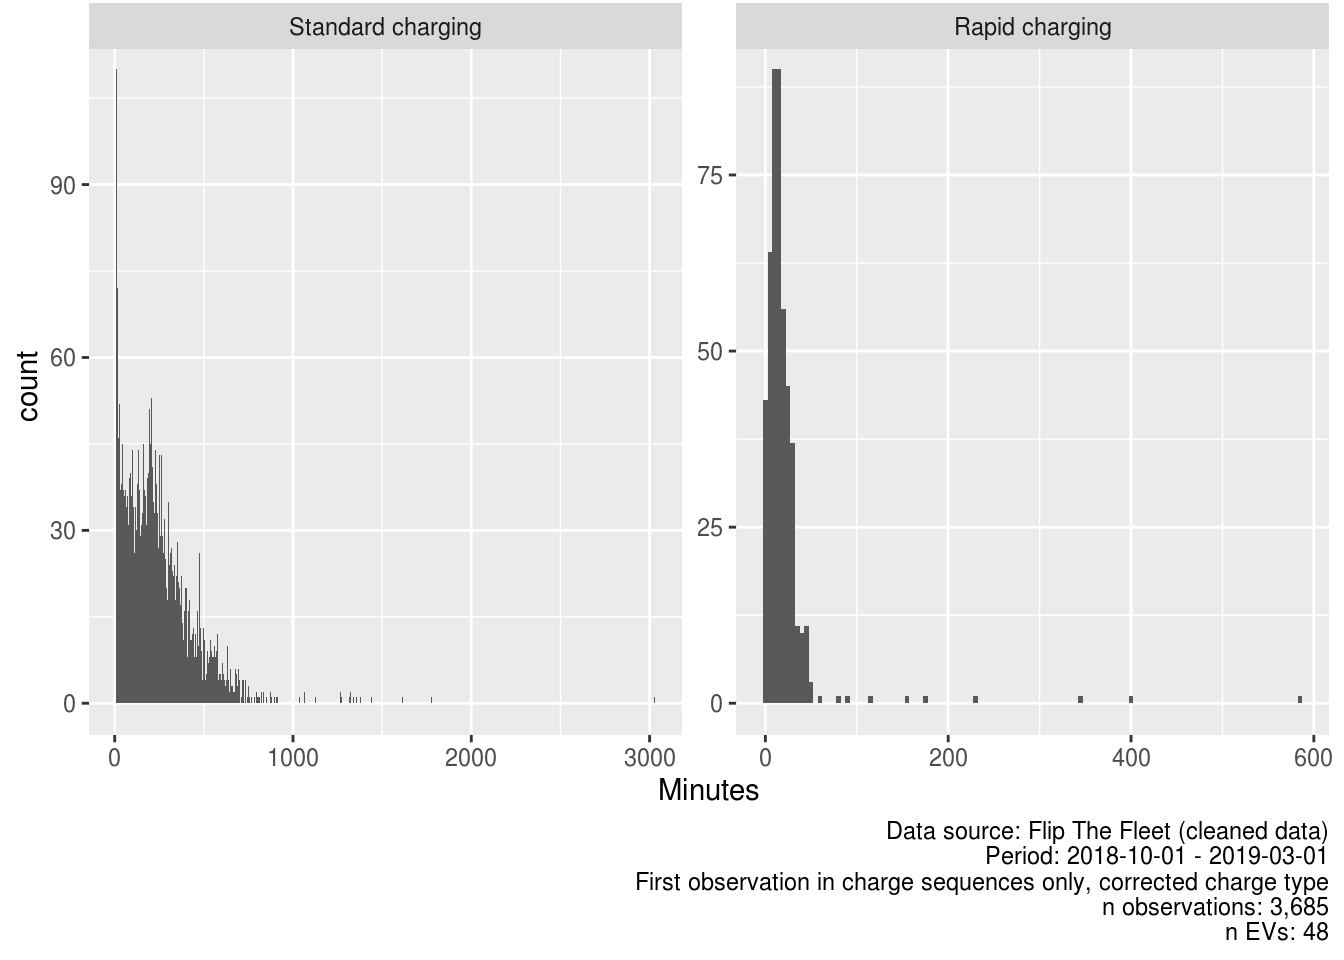 Standard charging
Rapid charging
count
90
60
30
0
75
50
25
0
0 1000 2000 3000
0 200 400 600
Minutes
Data source: Flip The Fleet (cleaned data)
Period: 2018-10-01 - 2019-03-01
First observation in charge sequences only, corrected charge type
n observations: 3,685
n EVs: 48